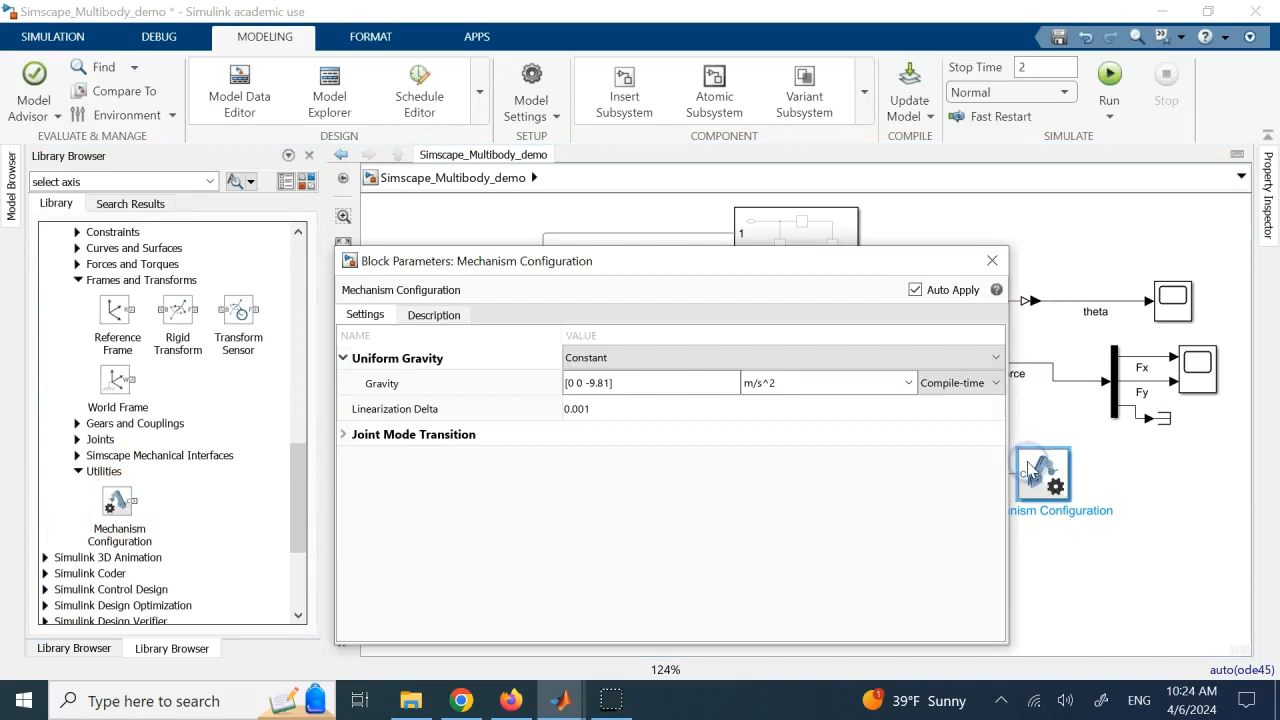 Simscape_Multibody_demo * - Simulink academic use
SIMULATION
DEBUG
MODELING
FORMAT
APPS
Model Advisor
Find
Compare To
Environment
EVALUATE & MANAGE
Model Data Editor
Model Explorer
Schedule Editor
DESIGN
Model Settings
SETUP
Insert Subsystem
Atomic Subsystem
Variant Subsystem
COMPONENT
Update Model
COMPILE
Stop Time
2
Normal
Fast Restart
Run
Stop
SIMULATE
Model Browser
Library Browser
select axis
Library
Search Results
Constraints
Curves and Surfaces
Forces and Torques
Frames and Transforms
Reference Frame
Rigid Transform
Transform Sensor
World Frame
Gears and Couplings
Joints
Simscape Mechanical Interfaces
Utilities
Mechanism Configuration
Simulink 3D Animation
Simulink Coder
Simulink Control Design
Simulink Design Optimization
Simulink Design Verifier
Library Browser
Library Browser
Simscape_Multibody_demo
Simscape_Multibody_demo
1
Block Parameters: Mechanism Configuration
Mechanism Configuration
Auto Apply
Settings
Description
NAME
VALUE
Uniform Gravity
Constant
Gravity
[0 0 -9.81]
m/s^2
Compile-time
Linearization Delta
0.001
Joint Mode Transition
theta
rce
Fx
Fy
C
nism Configuration
Property Inspector
124%
auto(ode45)
Type here to search
39°F Sunny
ENG
10:24 AM
4/6/2024